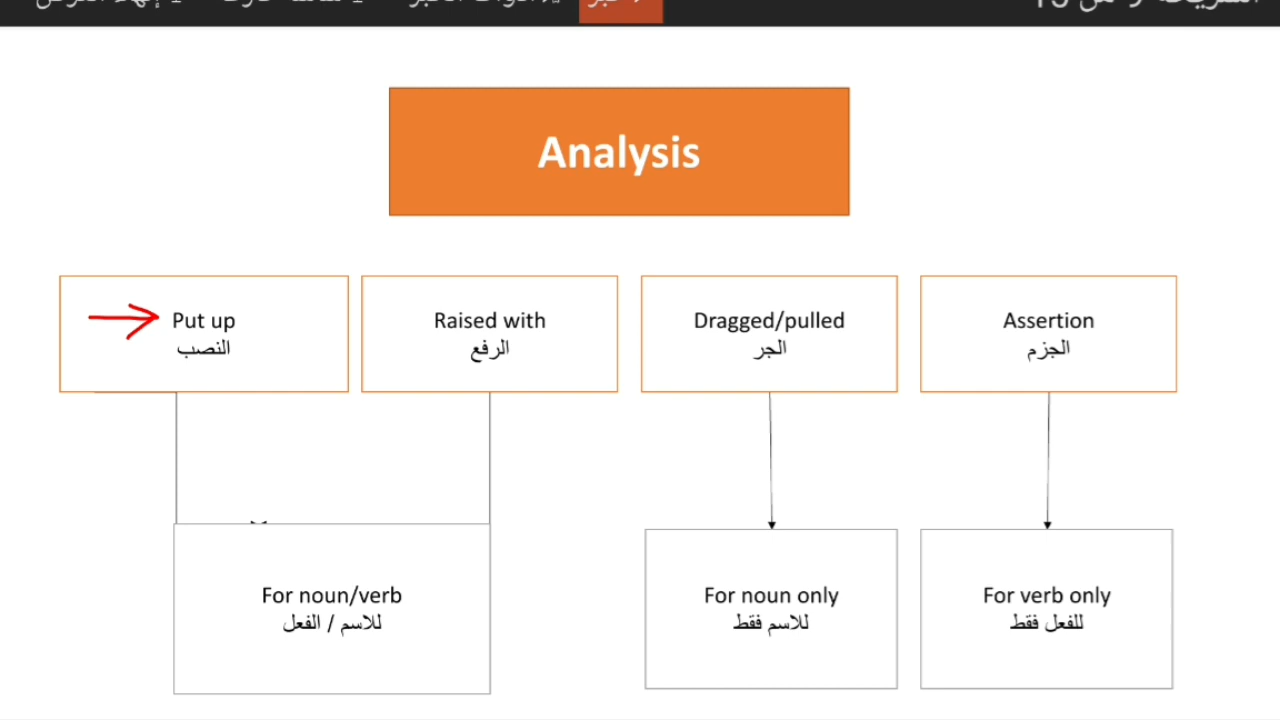 Analysis
Put up
النصب
Raised with
الرفع
Dragged/pulled
الجر
Assertion
الجزم
For noun/verb
للاسم / الفعل
For noun only
للاسم فقط
For verb only
للفعل فقط